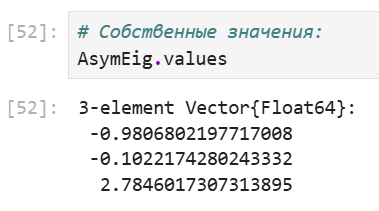 [52]: # Собственные значения:
AsymEig.values
[52]: 3-element Vector{Float64}:
-0.9806802197717008
-0.1022174280243332
2.7846017307313895